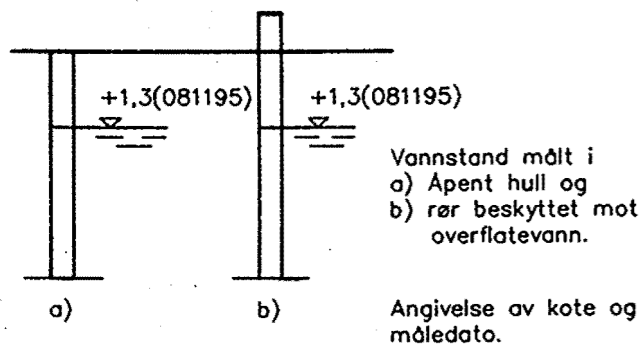 +1,3(081195)
+1,3(081195)
Vannstand målt i
a) Åpent hull og
b) rør beskyttet mot
overflatevann.
a)
b)
Angivelse av kote og
måledato.